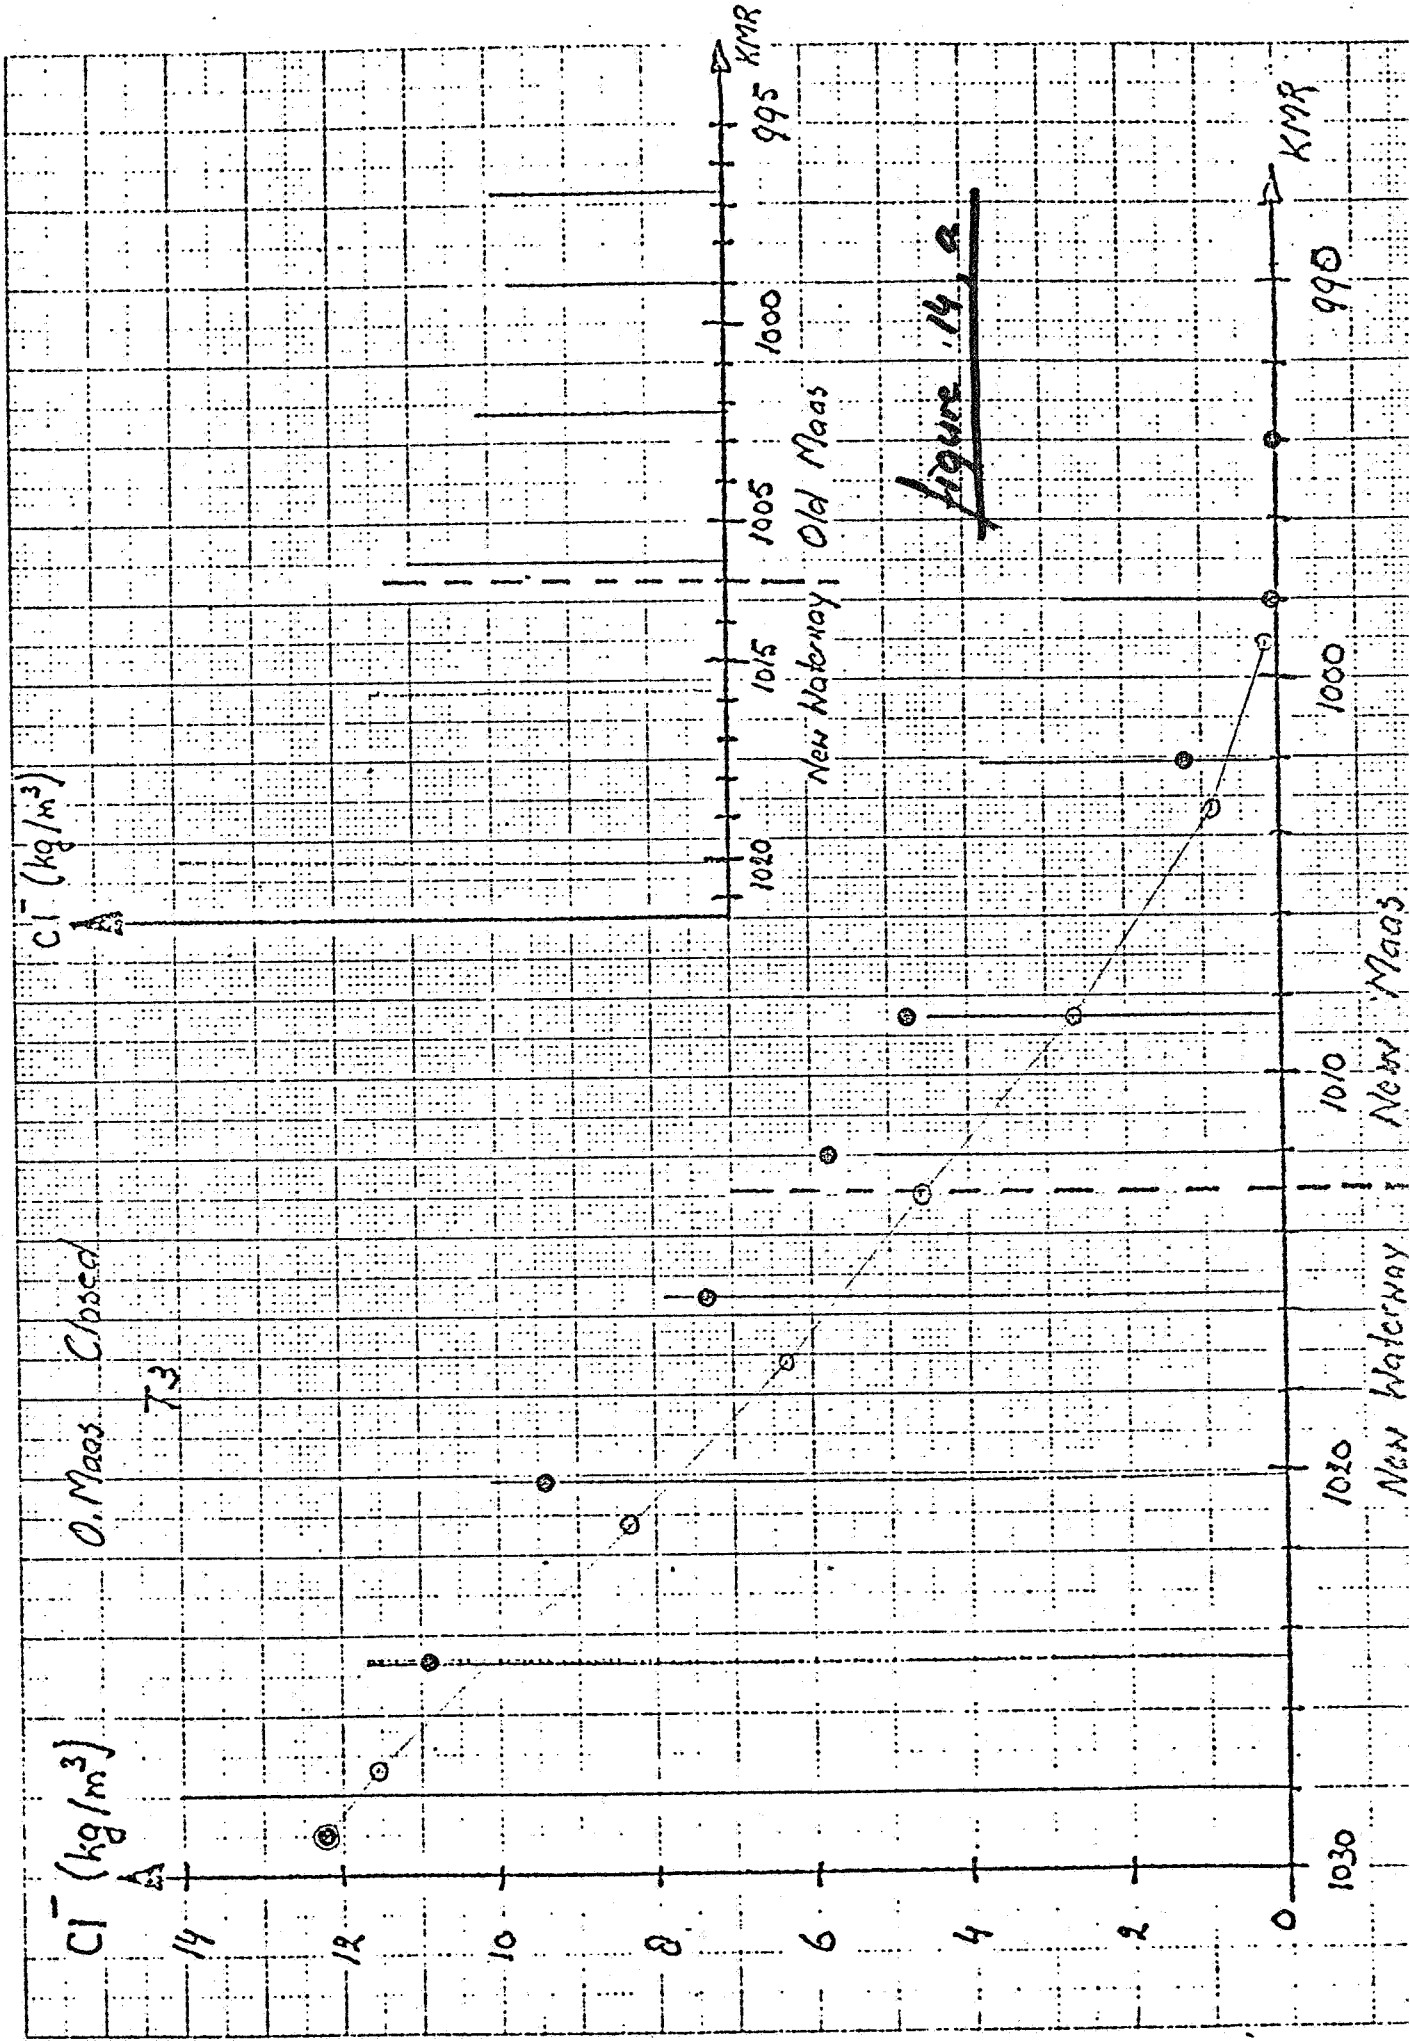 Cl⁻ (kg/m³)
O. Maas Closed
T3
14
12
10
8
6
4
2
0
1030
1020
1010
1000
990
KMR
New Waterway
New Maas
Cl⁻ (kg/m³)
1020
1015
1005
1000
995
KMR
New Waterway
Old Maas
figure .14, a